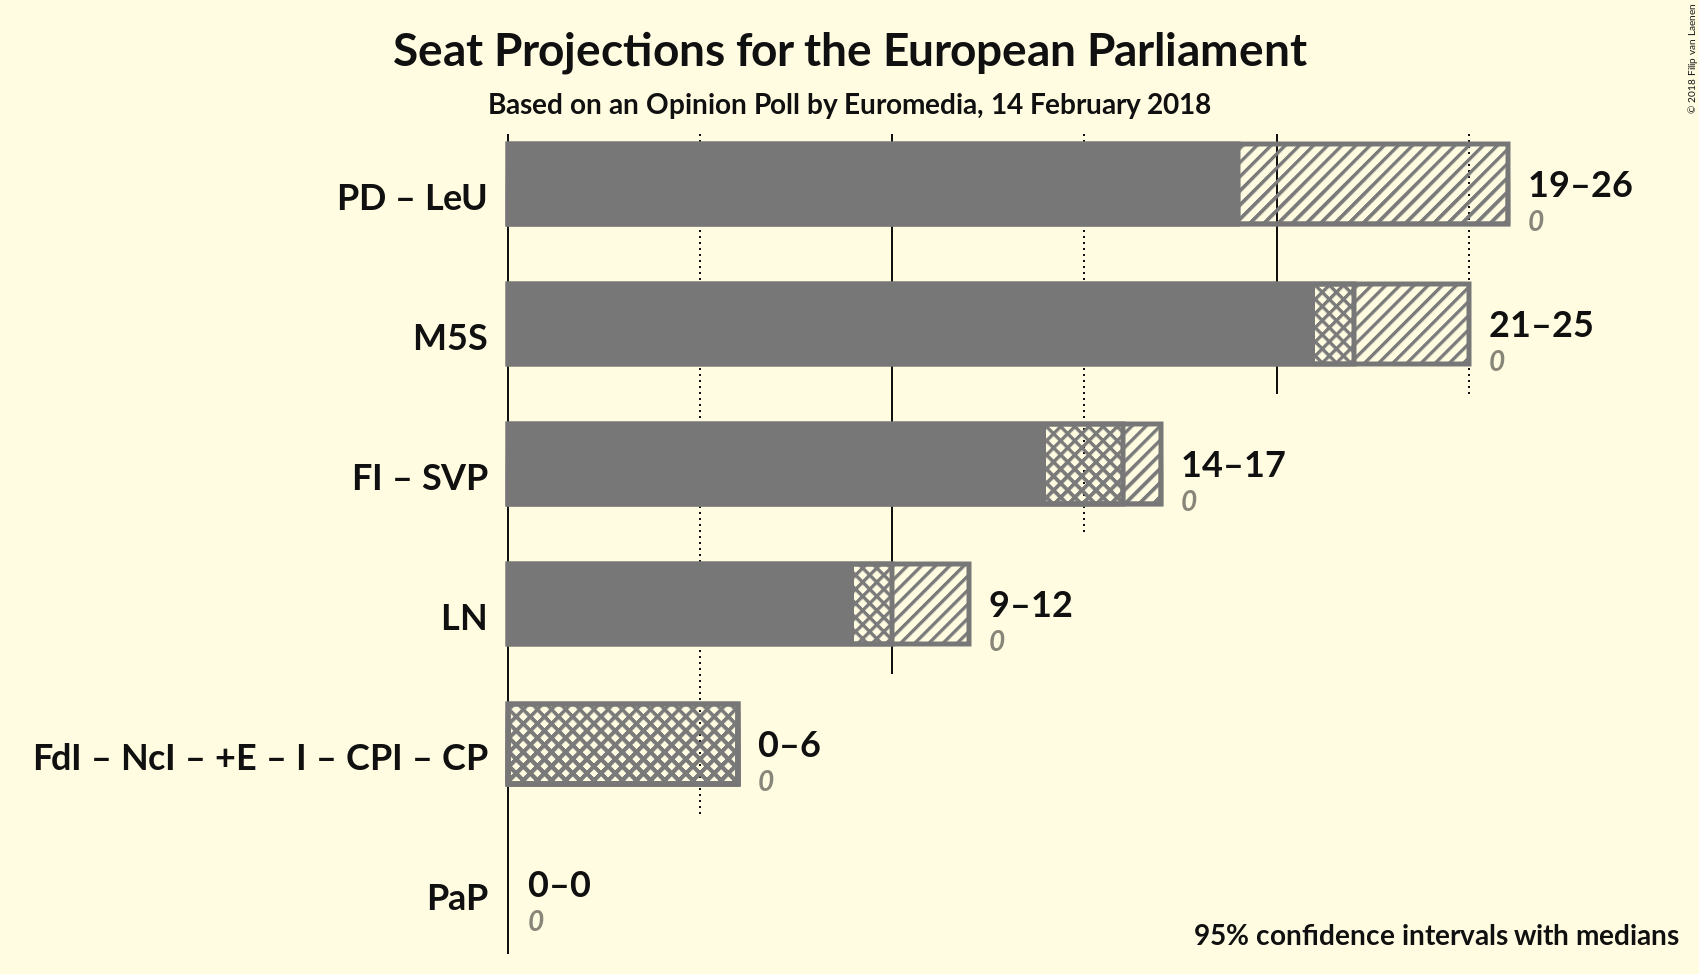 Seat Projections for the European Parliament
Based on an Opinion Poll by Euromedia, 14 February 2018
© 2018 Filip van Laenen
PD – LeU
19–26
0
M5S
21–25
0
FI – SVP
14–17
0
LN
9–12
0
FdI – NcI – +E – I – CPI – CP
0–6
0
PaP
0–0
0
95% confidence intervals with medians